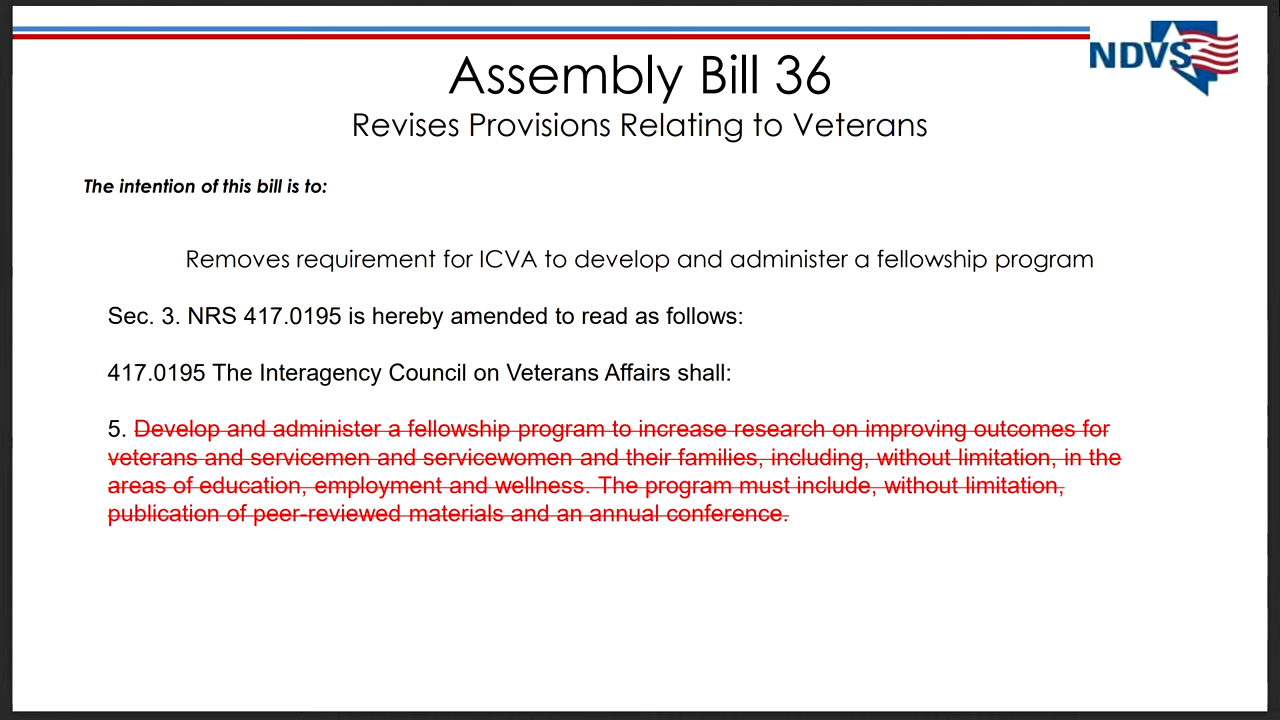 NDVS
Assembly Bill 36
Revises Provisions Relating to Veterans
The intention of this bill is to:
Removes requirement for ICVA to develop and administer a fellowship program
Sec. 3. NRS 417.0195 is hereby amended to read as follows:
417.0195 The Interagency Council on Veterans Affairs shall:
5. Develop and administer a fellowship program to increase research on improving outcomes for
veterans and servicemen and servicewomen and their families, including, without limitation, in the
areas of education, employment and wellness. The program must include, without limitation,
publication of peer-reviewed materials and an annual conference.